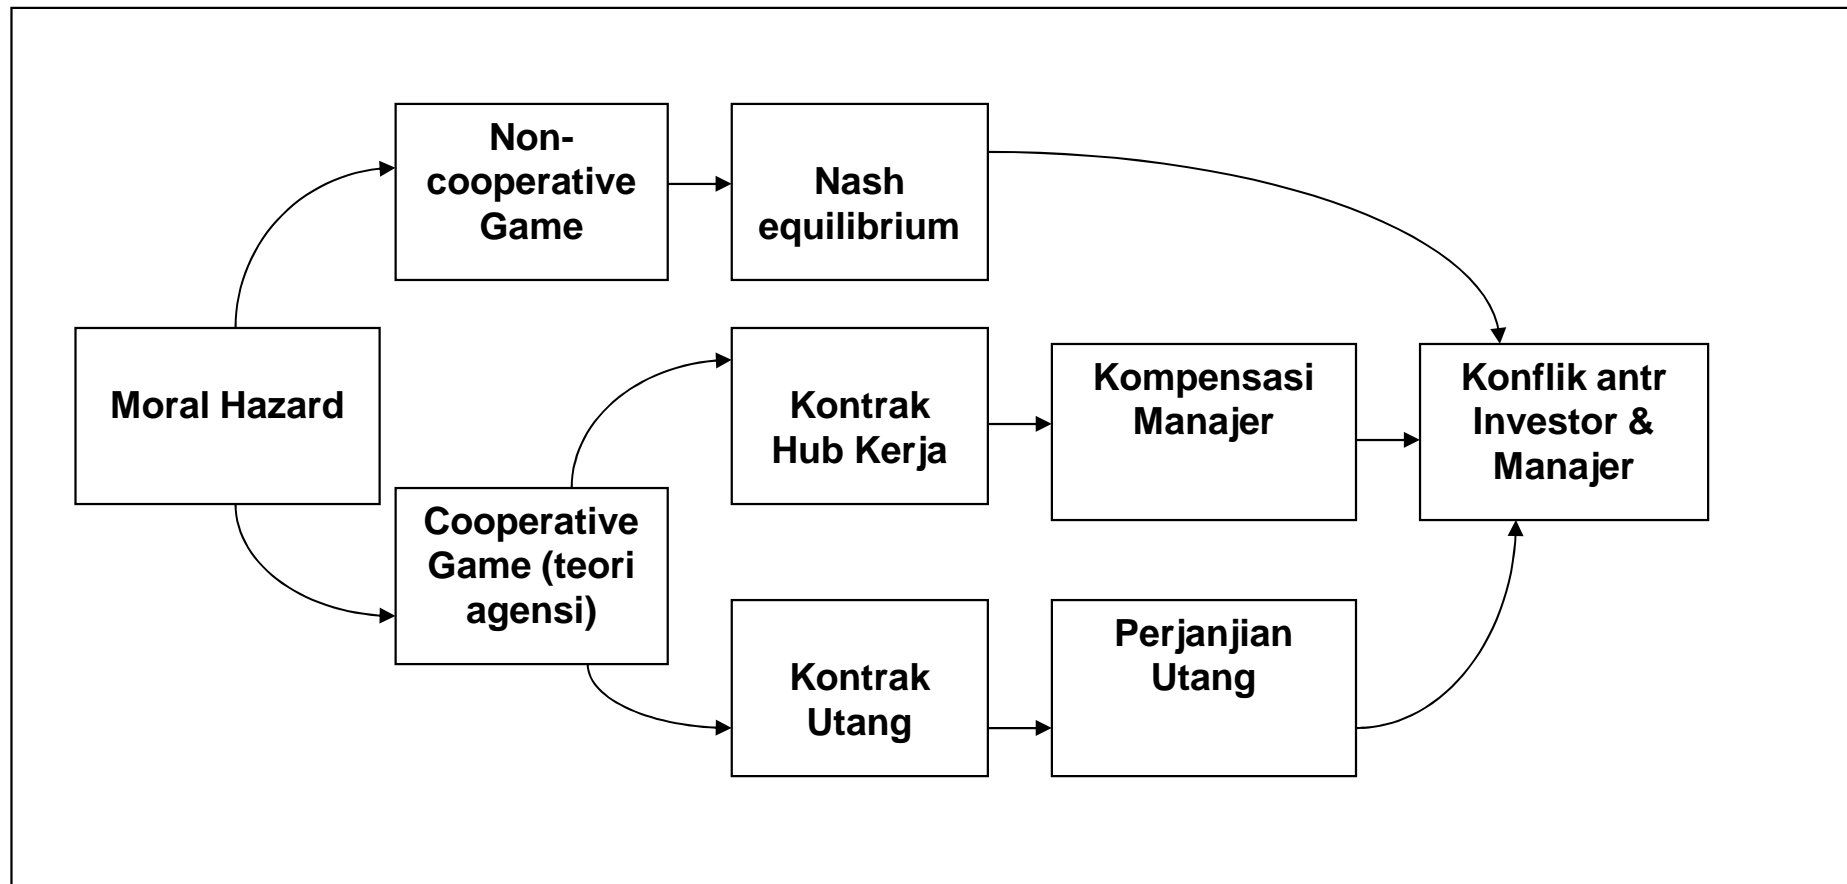 Non-
cooperative
Game
Nash
equilibrium
Moral Hazard
Cooperative
Game (teori
agensi)
Kontrak
Hub Kerja
Kompensasi
Manajer
Konflik antr
Investor &
Manajer
Kontrak
Utang
Perjanjian
Utang